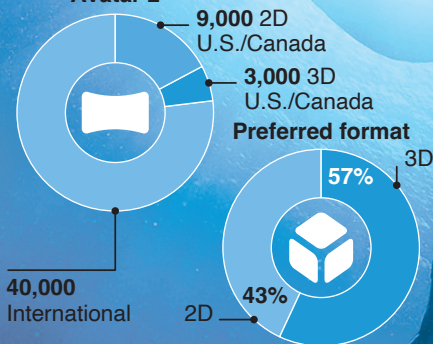 9,000 2D
U.S./Canada
3,000 3D
U.S./Canada
Preferred format
3D
57%
40,000
International
43%
2D